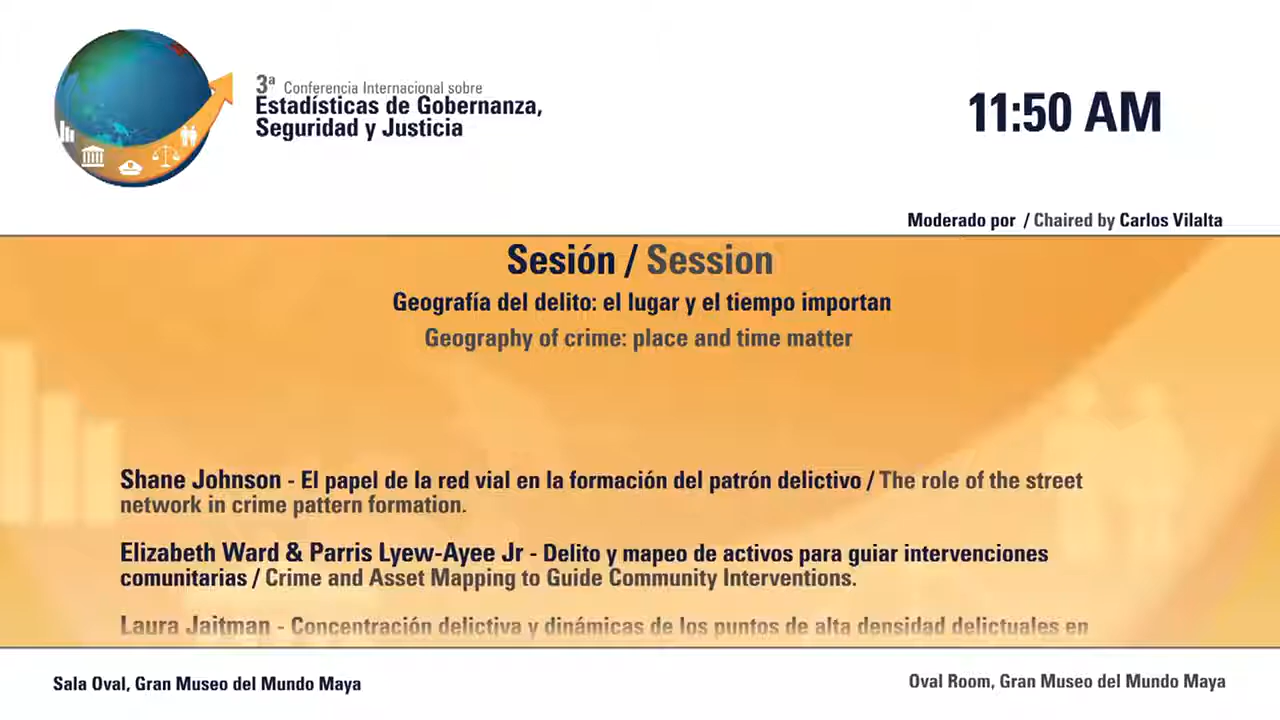 3ª Conferencia Internacional sobre
Estadísticas de Gobernanza,
Seguridad y Justicia
11:50 AM
Moderado por / Chaired by Carlos Vilalta
Sesión / Session
Geografía del delito: el lugar y el tiempo importan
Geography of crime: place and time matter
Shane Johnson - El papel de la red vial en la formación del patrón delictivo / The role of the street
network in crime pattern formation.
Elizabeth Ward & Parris Lyew-Ayee Jr - Delito y mapeo de activos para guiar intervenciones
comunitarias / Crime and Asset Mapping to Guide Community Interventions.
Laura Jaitman - Concentración delictiva y dinámicas de los puntos de alta densidad delictuales en
Sala Oval, Gran Museo del Mundo Maya
Oval Room, Gran Museo del Mundo Maya